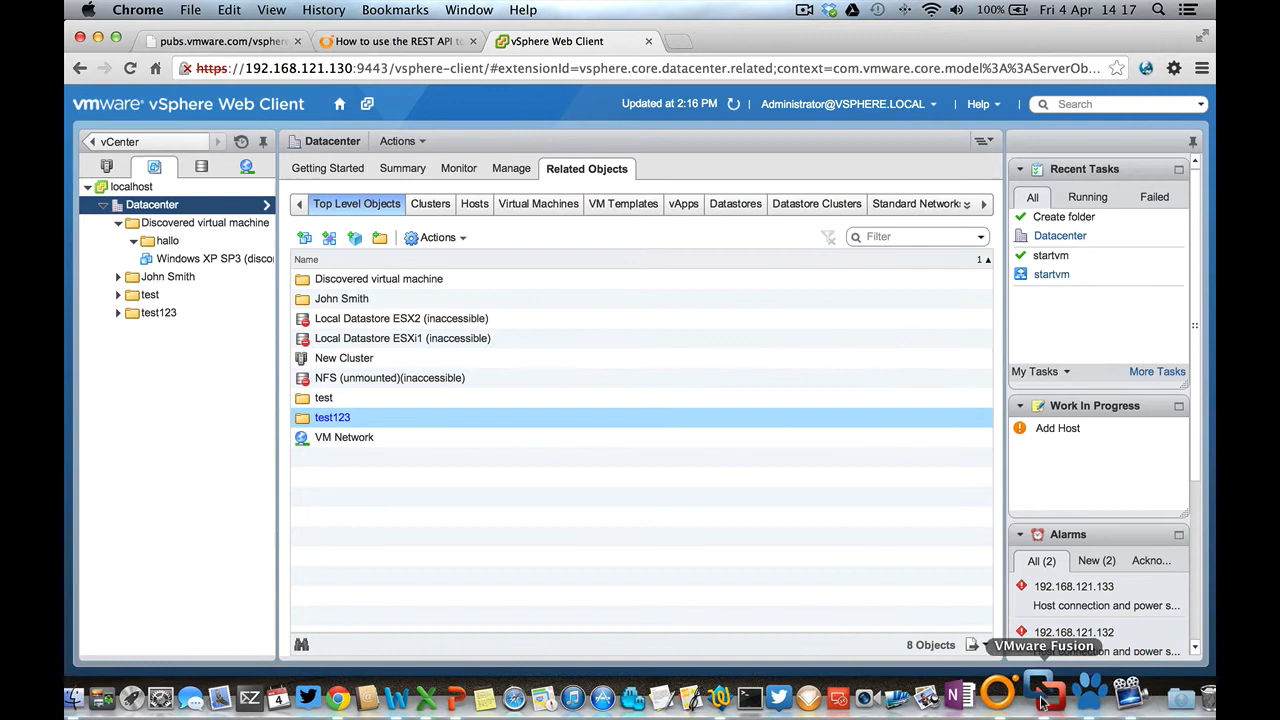 Chrome File Edit View History Bookmarks Window Help 100% Fri 4 Apr 14 17
pubs.vmware.com/vsphere × How to use the REST API to × vSphere Web Client ×
https://192.168.121.130:9443/vsphere-client/#extensionId=vsphere.core.datacenter.related;context=com.vmware.core.model%3A%3AServerOb...
vmware vSphere Web Client Updated at 2:16 PM Administrator@VSPHERE.LOCAL Help Search
vCenter
localhost
Datacenter
Discovered virtual machine
hallo
Windows XP SP3 (disco
John Smith
test
test123
Datacenter Actions
Getting Started Summary Monitor Manage Related Objects
Top Level Objects Clusters Hosts Virtual Machines VM Templates vApps Datastores Datastore Clusters Standard Network
Actions Filter
Name 1
Discovered virtual machine
John Smith
Local Datastore ESX2 (inaccessible)
Local Datastore ESXi1 (inaccessible)
New Cluster
NFS (unmounted)(inaccessible)
test
test123
VM Network
8 Objects
Recent Tasks
All Running Failed
Create folder
Datacenter
startvm
startvm
My Tasks More Tasks
Work In Progress
Add Host
Alarms
All (2) New (2) Ackno...
192.168.121.133
Host connection and power s...
192.168.121.132
Host connection and power s...
VMware Fusion